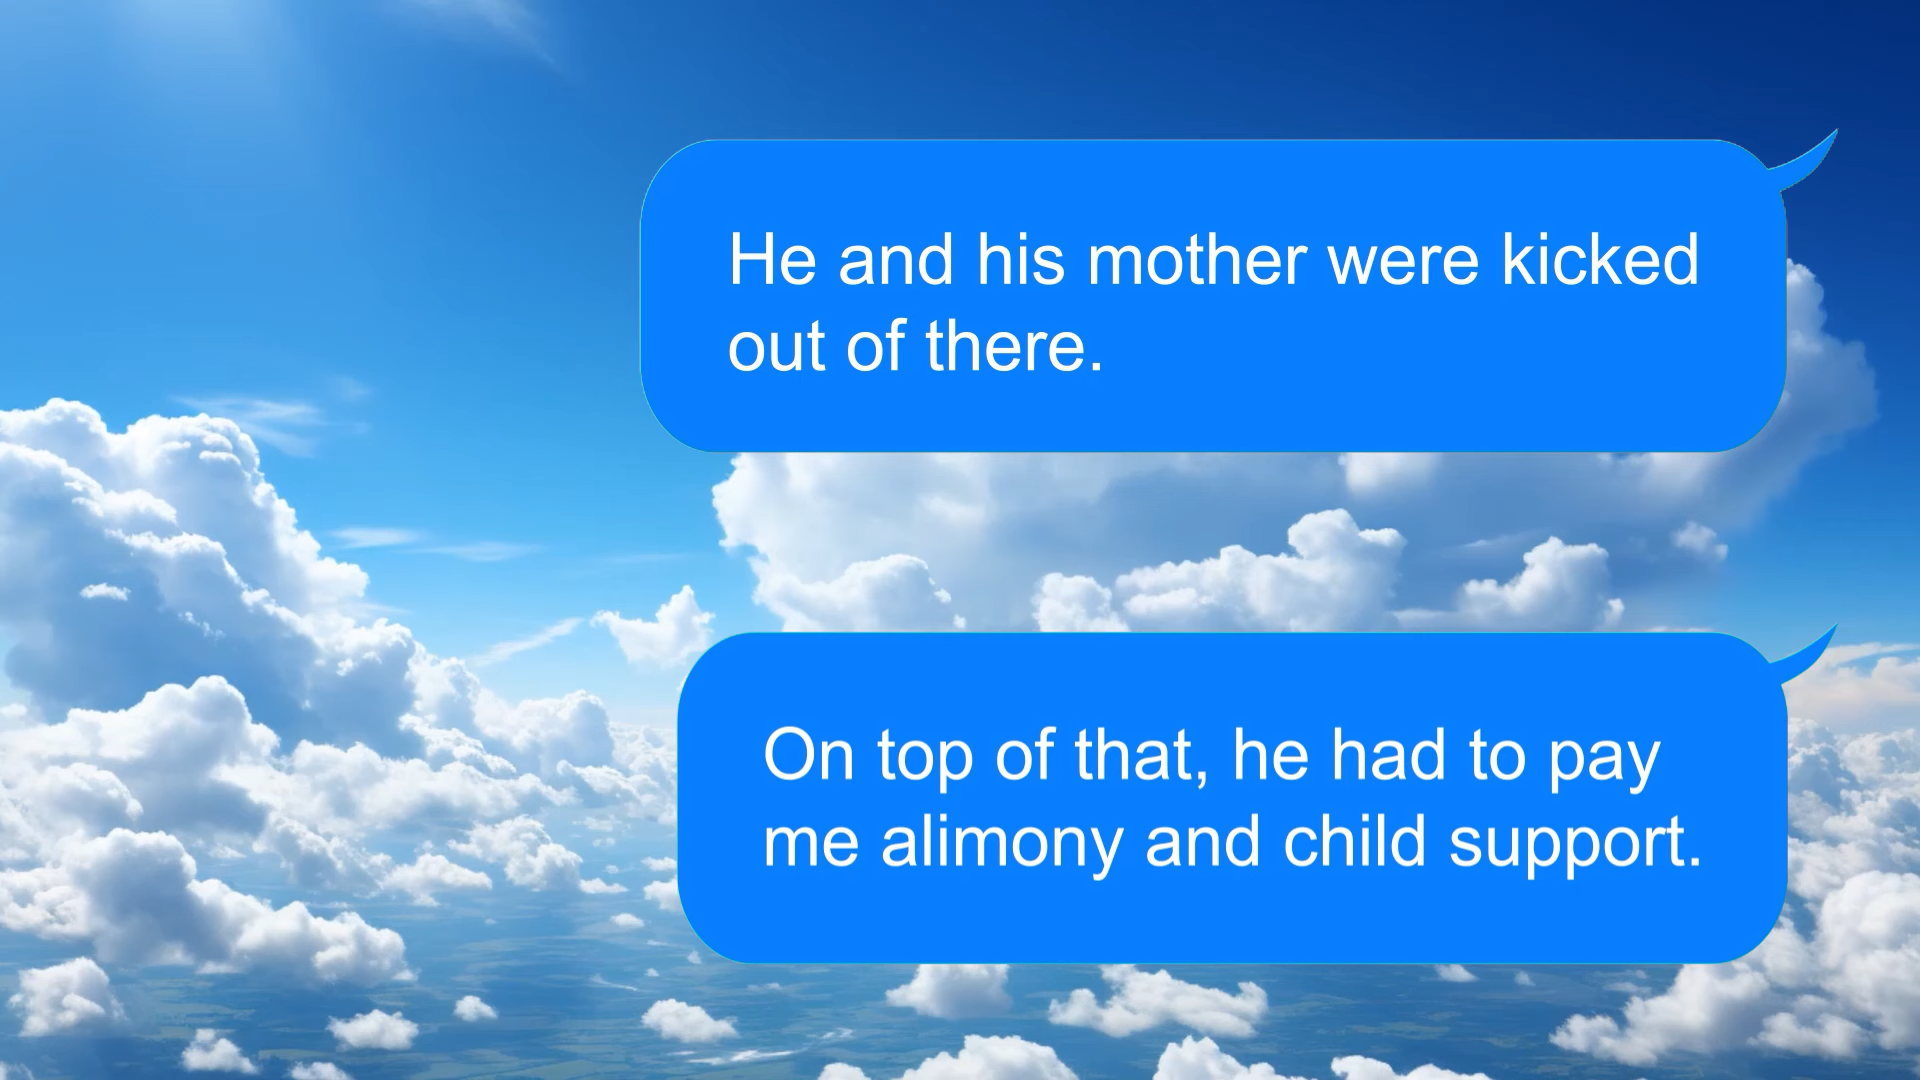 He and his mother were kicked
out of there.
On top of that, he had to pay
me alimony and child support.